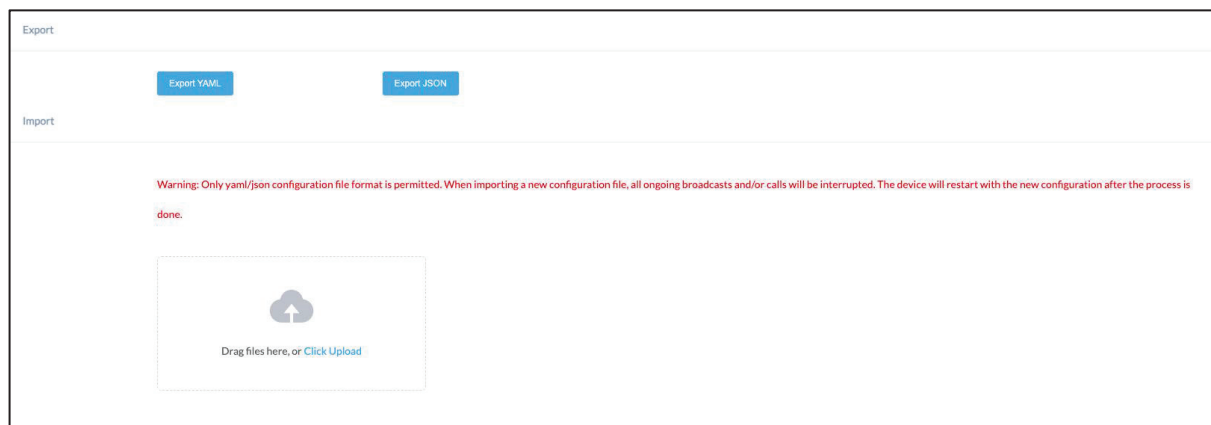 Export
Export YAML
Export JSON
Import
Warning: Only yaml/json configuration file format is permitted. When importing a new configuration file, all ongoing broadcasts and/or calls will be interrupted. The device will restart with the new configuration after the process is
done.
Drag files here, or Click Upload